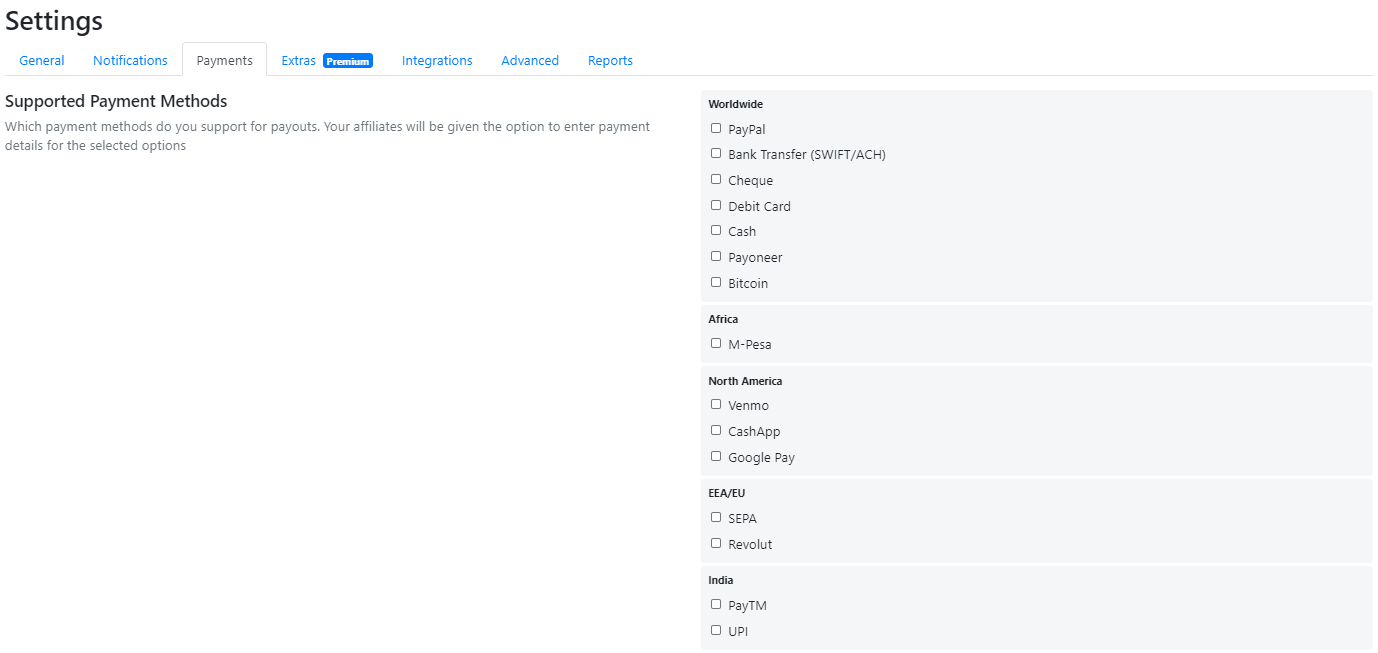 Settings
General Notifications Payments Extras Premium Integrations Advanced Reports
Supported Payment Methods
Which payment methods do you support for payouts. Your affiliates will be given the option to enter payment
details for the selected options
Worldwide
PayPal
Bank Transfer (SWIFT/ACH)
Cheque
Debit Card
Cash
Payoneer
Bitcoin
Africa
M-Pesa
North America
Venmo
CashApp
Google Pay
EEA/EU
SEPA
Revolut
India
PayTM
UPI